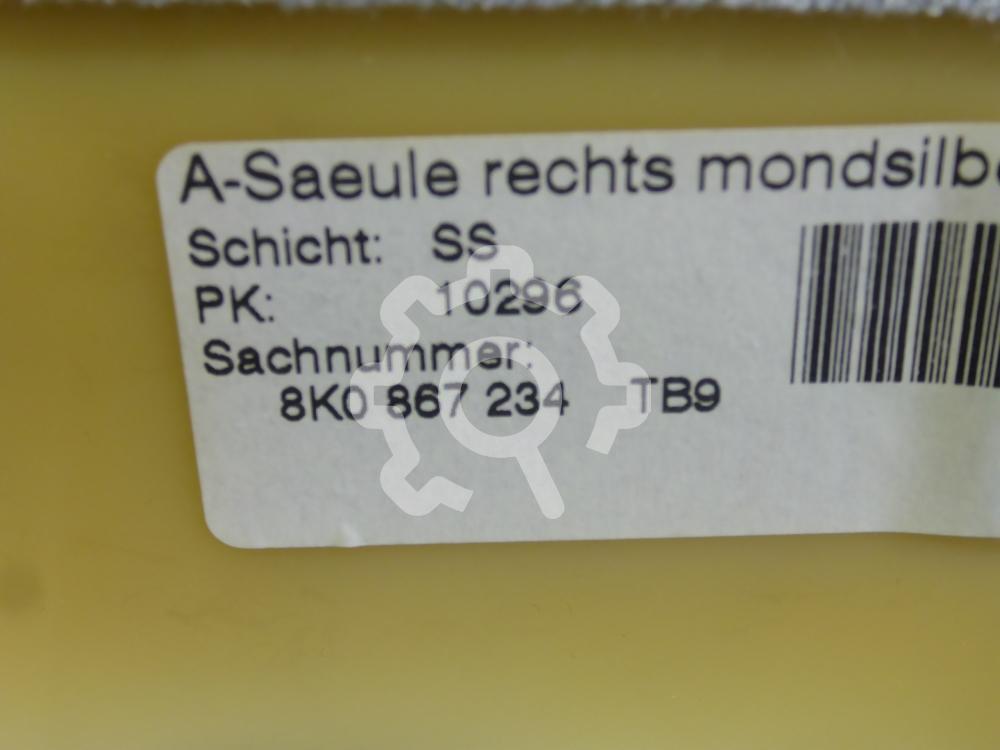 A-Saeule rechts mondsilb
Schicht: SS
PK: 10296
Sachnummer:
8K0 867 234 TB9